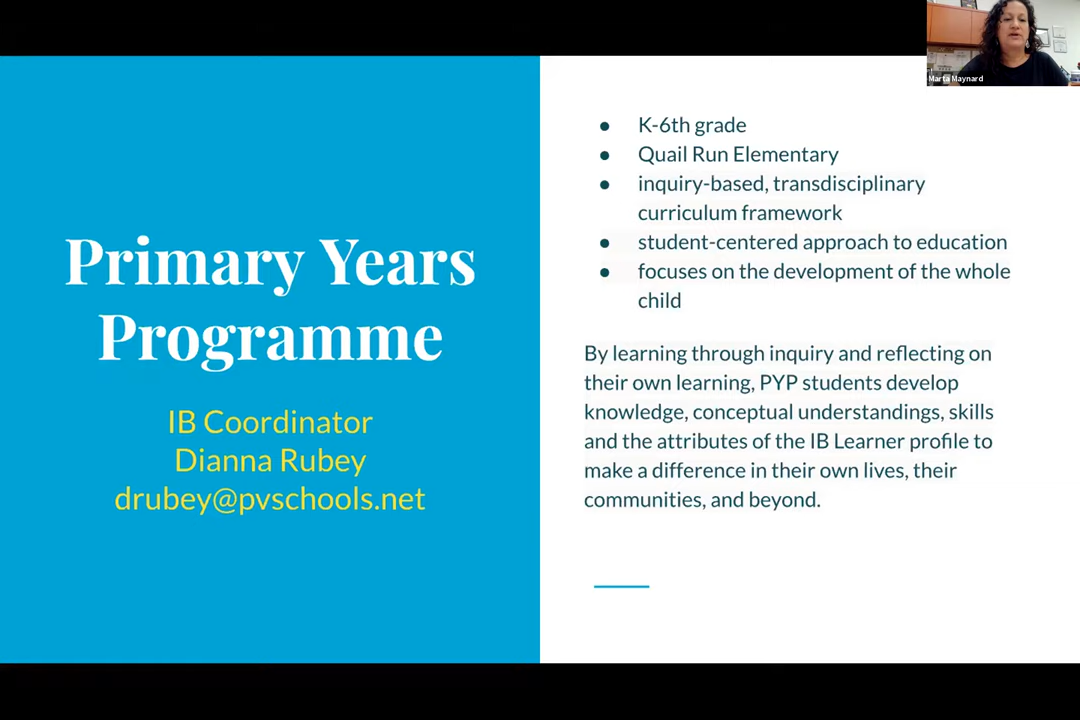 Marta Maynard
Primary Years
Programme
IB Coordinator
Dianna Rubey
drubey@pvschools.net
● K-6th grade
● Quail Run Elementary
● inquiry-based, transdisciplinary
curriculum framework
● student-centered approach to education
● focuses on the development of the whole
child
By learning through inquiry and reflecting on
their own learning, PYP students develop
knowledge, conceptual understandings, skills
and the attributes of the IB Learner profile to
make a difference in their own lives, their
communities, and beyond.